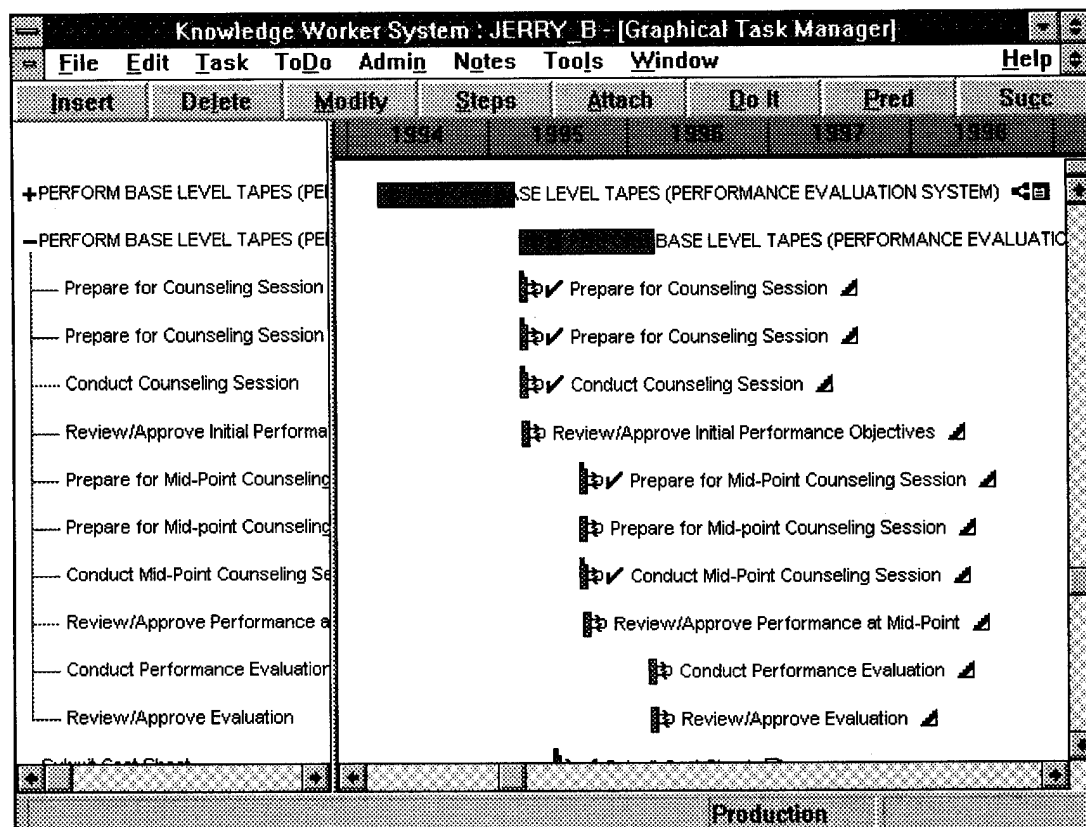 Knowledge Worker System : JERRY_B - [Graphical Task Manager]
File Edit Task ToDo Admin Notes Tools Window Help
Insert Delete Modify Steps Attach Do It Pred Succ
1994 1995 1996 1997 1998
+PERFORM BASE LEVEL TAPES (PE
ASE LEVEL TAPES (PERFORMANCE EVALUATION SYSTEM)
-PERFORM BASE LEVEL TAPES (PE
BASE LEVEL TAPES (PERFORMANCE EVALUATIO
Prepare for Counseling Session
✔ Prepare for Counseling Session
Prepare for Counseling Session
✔ Prepare for Counseling Session
Conduct Counseling Session
✔ Conduct Counseling Session
Review/Approve Initial Performa
Review/Approve Initial Performance Objectives
Prepare for Mid-Point Counseling
✔ Prepare for Mid-Point Counseling Session
Prepare for Mid-point Counseling
Prepare for Mid-point Counseling Session
Conduct Mid-Point Counseling Se
✔ Conduct Mid-Point Counseling Session
Review/Approve Performance a
Review/Approve Performance at Mid-Point
Conduct Performance Evaluation
Conduct Performance Evaluation
Review/Approve Evaluation
Review/Approve Evaluation
Production